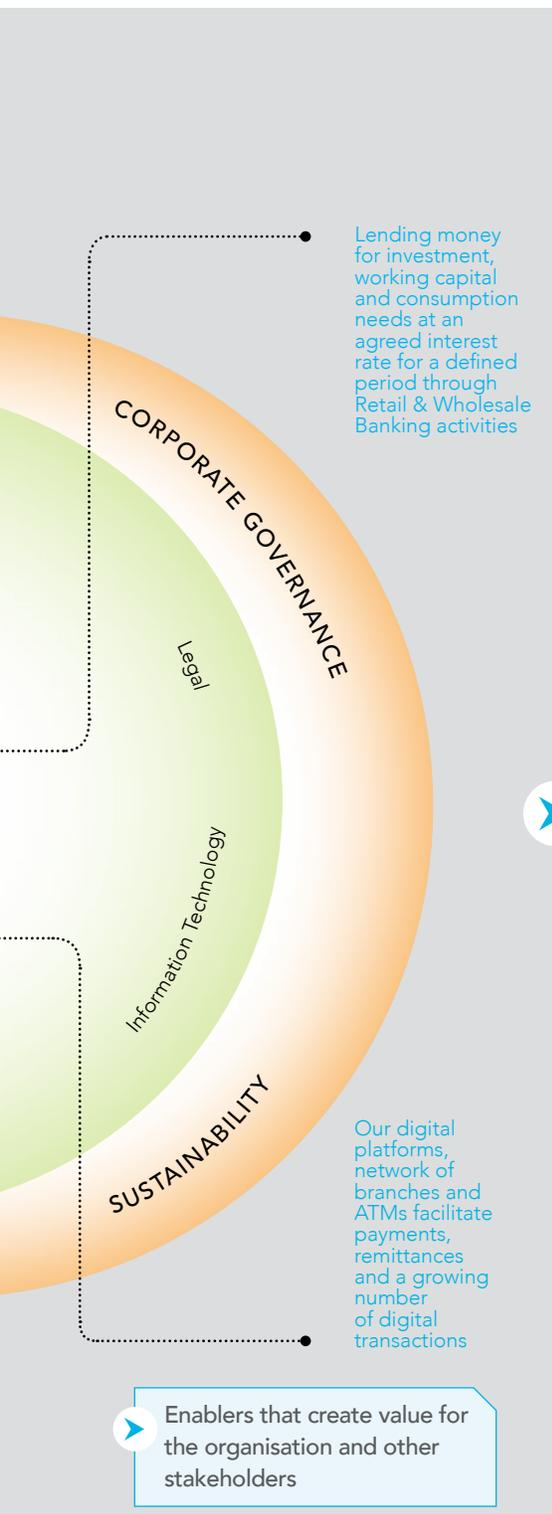 Lending money
for investment,
working capital
and consumption
needs at an
agreed interest
rate for a defined
period through
Retail & Wholesale
Banking activities
CORPORATE GOVERNANCE
Legal
Information Technology
SUSTAINABILITY
Our digital
platforms,
network of
branches and
ATMs facilitate
payments,
remittances
and a growing
number
of digital
transactions
Enablers that create value for
the organisation and other
stakeholders